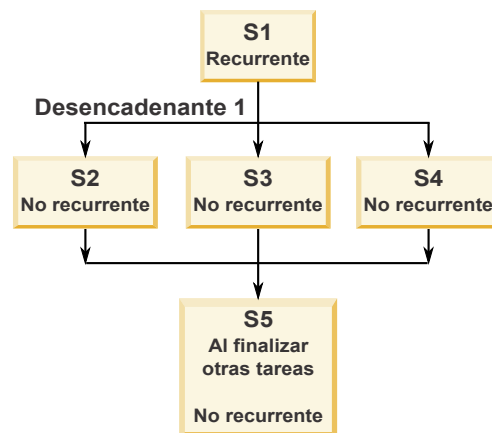 S1
Recurrente
Desencadenante 1
S2
No recurrente
S3
No recurrente
S4
No recurrente
S5
Al finalizar
otras tareas
No recurrente